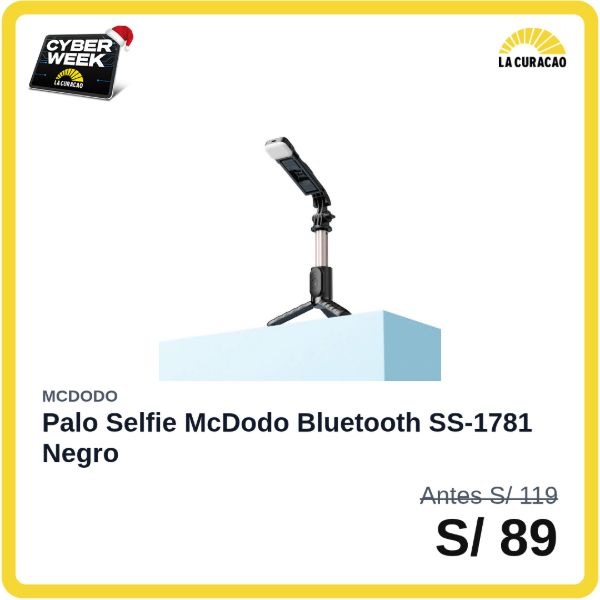 CYBER
WEEK
LA CURACAO
LA CURACAO
MCDODO
Palo Selfie McDodo Bluetooth SS-1781
Negro
Antes S/ 119
S/ 89